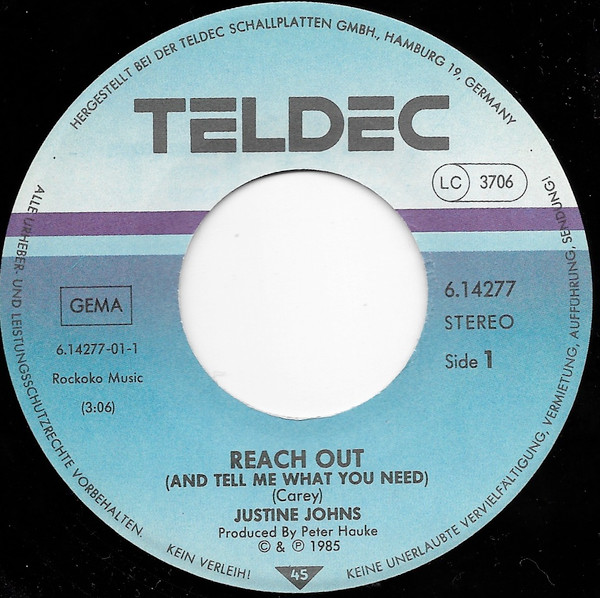 HERGESTELLT BEI DER TELDEC SCHALLPLATTEN GMBH., HAMBURG 19, GERMANY
TELDEC
LC 3706
GEMA
6.14277-01-1
Rockoko Music
(3:06)
6.14277
STEREO
Side 1
REACH OUT
(AND TELL ME WHAT YOU NEED)
(Carey)
JUSTINE JOHNS
Produced By Peter Hauke
© & ℗ 1985
45
ALLE URHEBER- UND LEISTUNGSSCHUTZRECHTE VORBEHALTEN.
KEIN VERLEIH!
KEINE UNERLAUBTE VERVIELFÄLTIGUNG, VERMIETUNG, AUFFÜHRUNG, SENDUNG!